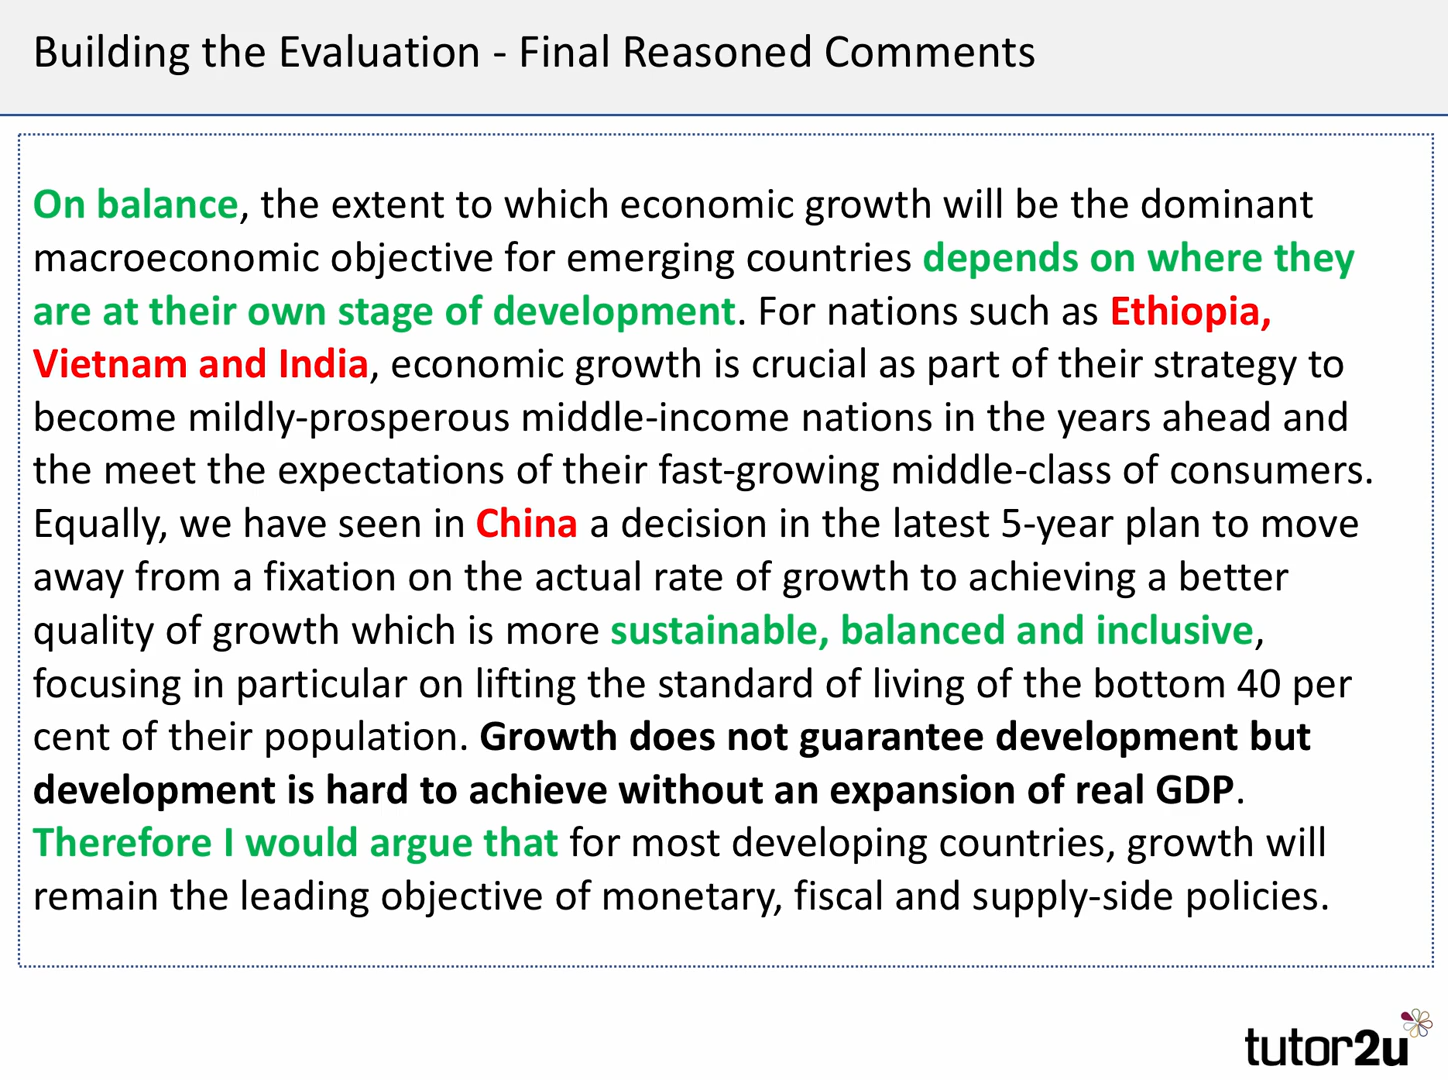 Building the Evaluation - Final Reasoned Comments
On balance, the extent to which economic growth will be the dominant
macroeconomic objective for emerging countries depends on where they
are at their own stage of development. For nations such as Ethiopia,
Vietnam and India, economic growth is crucial as part of their strategy to
become mildly-prosperous middle-income nations in the years ahead and
the meet the expectations of their fast-growing middle-class of consumers.
Equally, we have seen in China a decision in the latest 5-year plan to move
away from a fixation on the actual rate of growth to achieving a better
quality of growth which is more sustainable, balanced and inclusive,
focusing in particular on lifting the standard of living of the bottom 40 per
cent of their population. Growth does not guarantee development but
development is hard to achieve without an expansion of real GDP.
Therefore I would argue that for most developing countries, growth will
remain the leading objective of monetary, fiscal and supply-side policies.
tutor2u